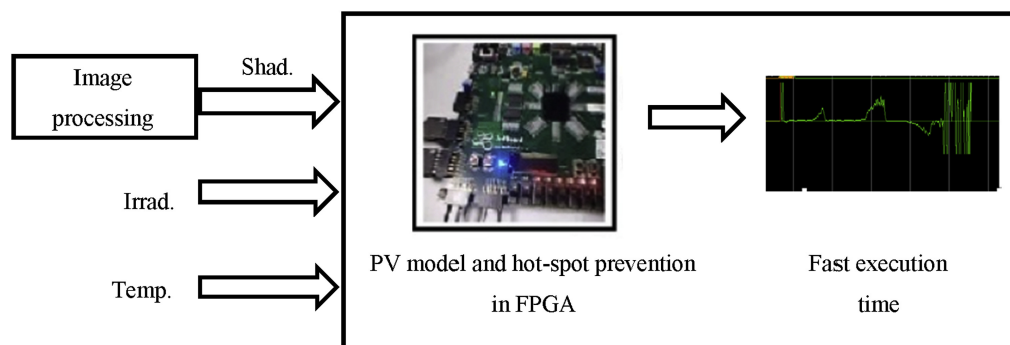 Image
processing
Shad.
Irrad.
Temp.
PV model and hot-spot prevention
in FPGA
Fast execution
time